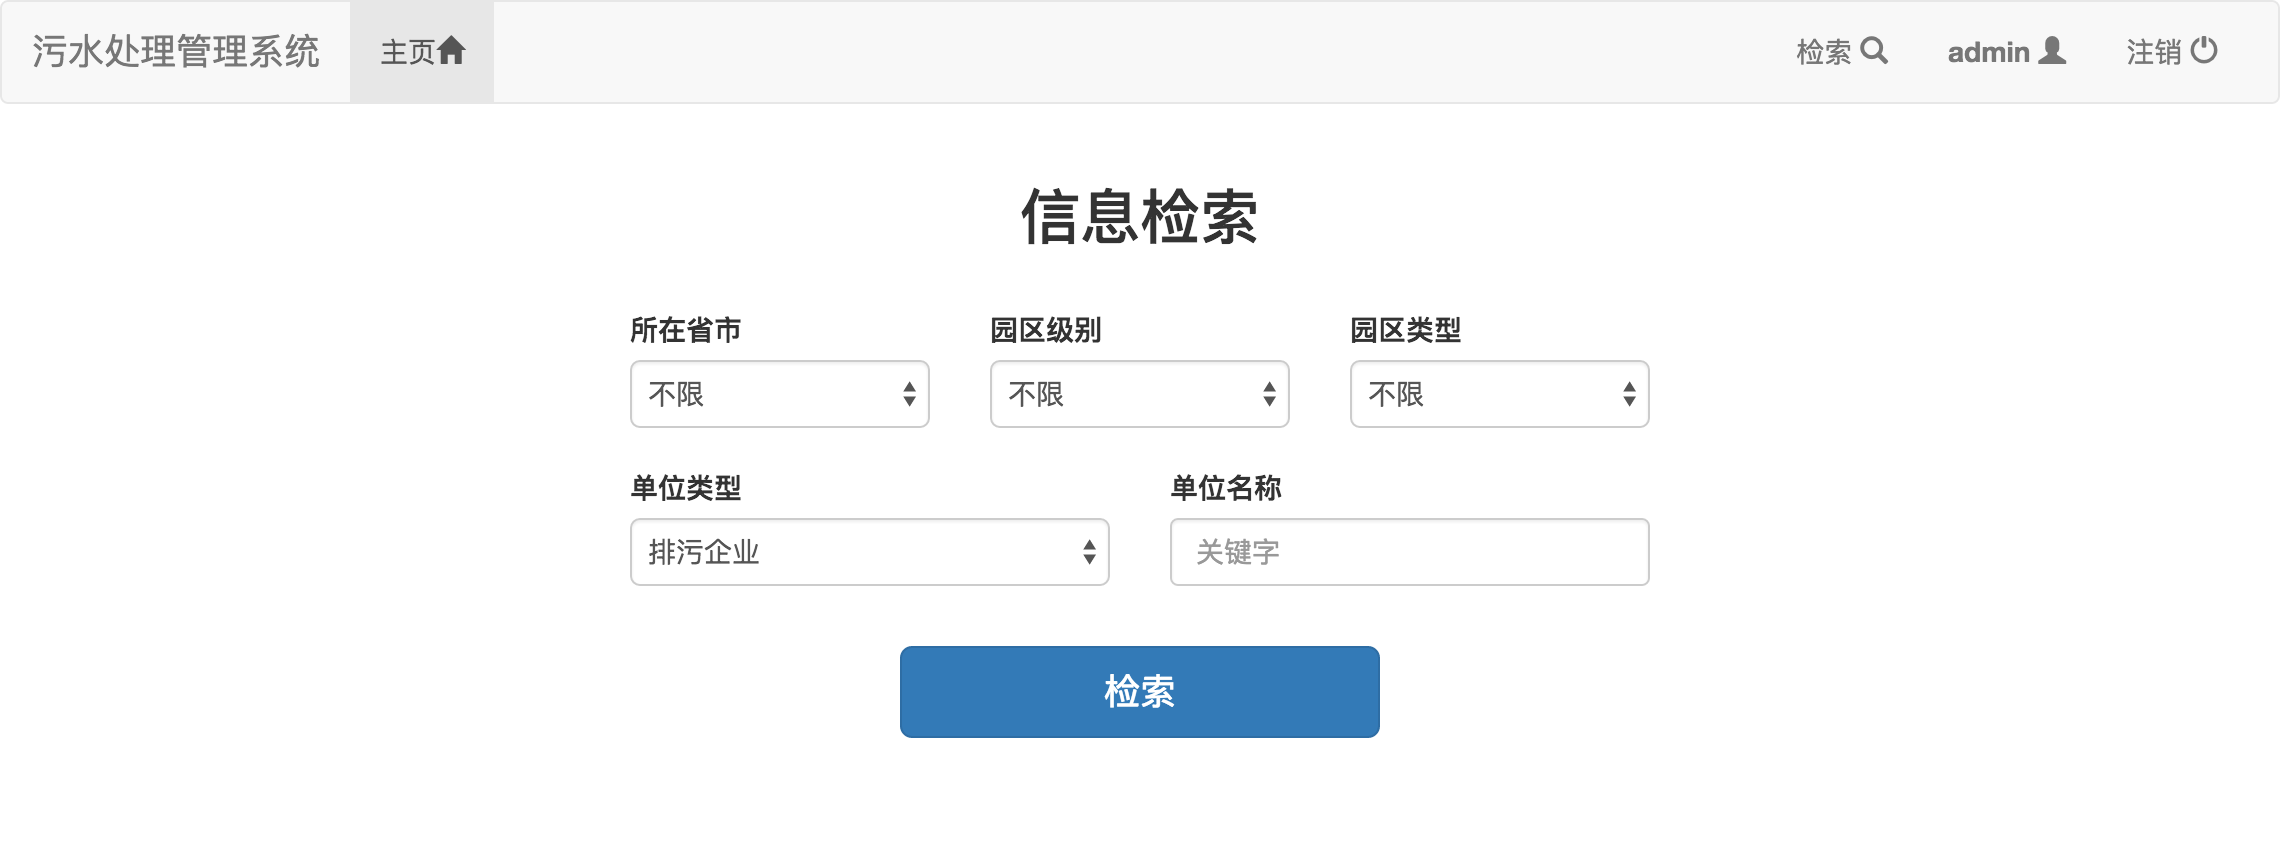 污水处理管理系统 主页 检索 admin 注销
信息检索
所在省市 园区级别 园区类型
不限 不限 不限
单位类型 单位名称
排污企业 关键字
检索